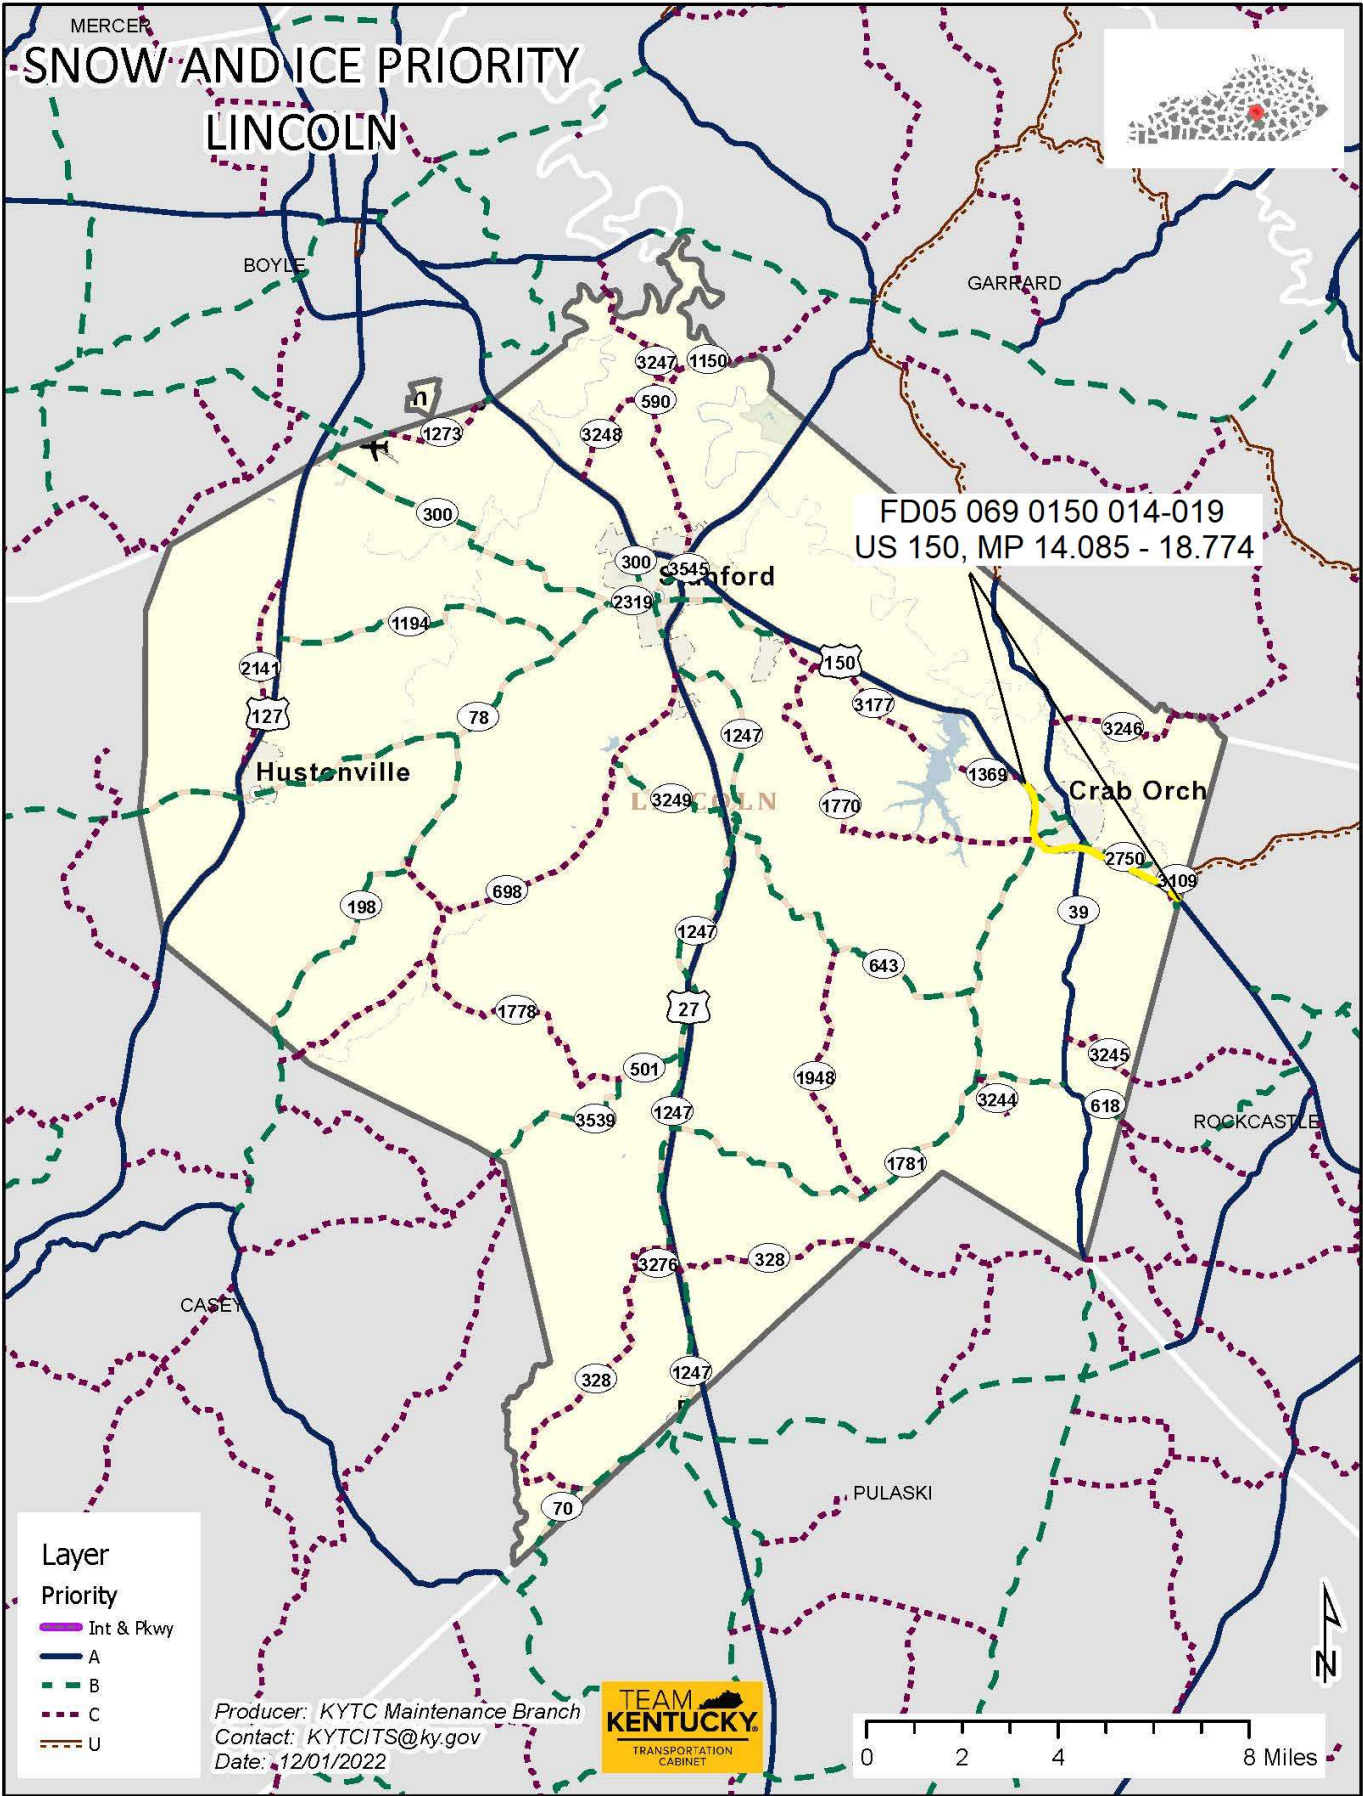 MERCER
SNOW AND ICE PRIORITY
LINCOLN
BOYLE
GARRARD
3247
1150
590
n
1273
3248
300
FD05 069 0150 014-019
US 150, MP 14.085 - 18.774
300
3545
Stanford
2319
1194
150
2141
3177
127
78
1247
3246
Hustonville
1369
Crab Orch
3249
LINCOLN
1770
2750
3109
698
198
39
1247
643
27
1778
3245
501
1948
3244
618
1247
3539
ROCKCASTLE
1781
328
3276
CASEY
1247
328
PULASKI
70
Layer
Priority
Int & Pkwy
A
B
C
U
Producer: KYTC Maintenance Branch
Contact: KYTCITS@ky.gov
Date: 12/01/2022
TEAM
KENTUCKY
TRANSPORTATION
CABINET
N
0 2 4 8 Miles